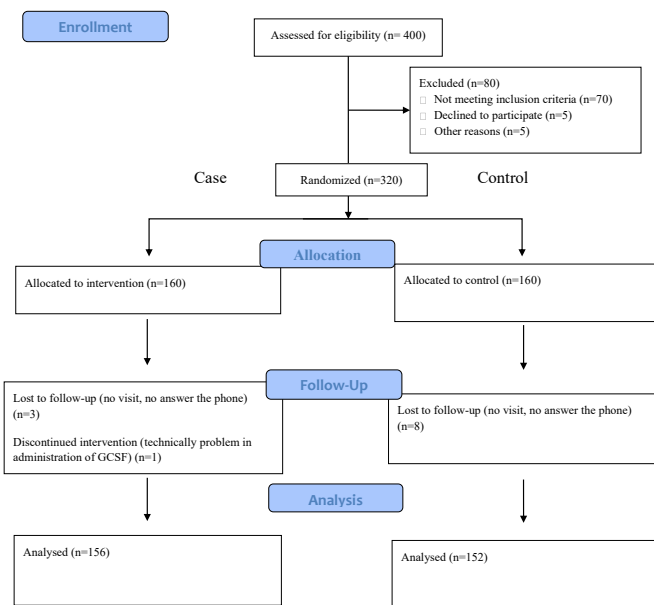 Enrollment
Assessed for eligibility (n= 400)
Excluded (n=80)
Not meeting inclusion criteria (n=70)
Declined to participate (n=5)
Other reasons (n=5)
Case
Randomized (n=320)
Control
Allocation
Allocated to intervention (n=160)
Allocated to control (n=160)
Follow-Up
Lost to follow-up (no visit, no answer the phone)
(n=3)
Discontinued intervention (technically problem in
administration of GCSF) (n=1)
Lost to follow-up (no visit, no answer the phone)
(n=8)
Analysis
Analysed (n=156)
Analysed (n=152)